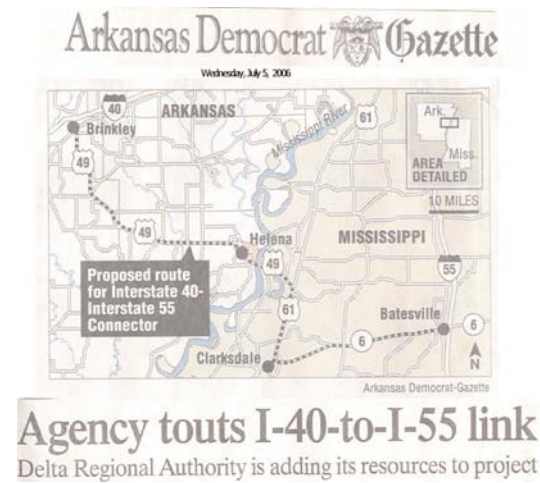 Arkansas Democrat Gazette
Wednesday, July 5, 2006
40
ARKANSAS
Brinkley
49
Mississippi River
61
Ark.
Miss.
AREA
DETAILED
10 MILES
49
Helena
MISSISSIPPI
49
Proposed route
for Interstate 40-
Interstate 55
Connector
55
61
Batesville
6
6
Clarksdale
N
Arkansas Democrat-Gazette
Agency touts I-40-to-I-55 link
Delta Regional Authority is adding its resources to project